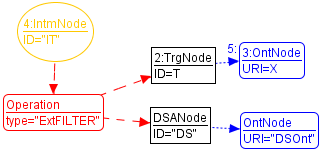 4:IntmNode
ID="IT"
2:TrgNode
ID=T
5:
3:OntNode
URI=X
Operation
type="ExtFILTER"
DSANode
ID="DS"
OntNode
URI="DSOnt"